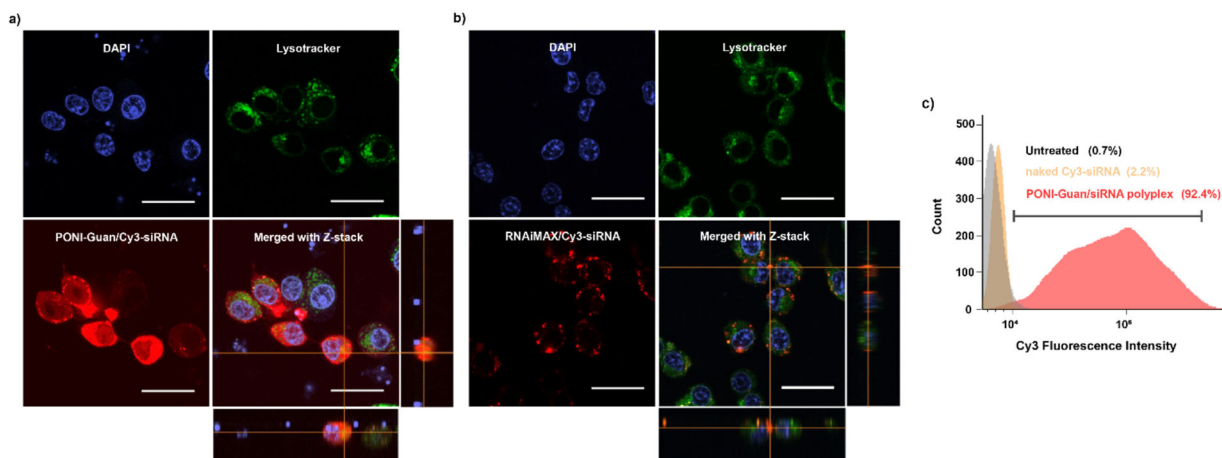 a)
DAPI
Lysotracker
PONI-Guan/Cy3-siRNA
Merged with Z-stack
b)
DAPI
Lysotracker
RNAiMAX/Cy3-siRNA
Merged with Z-stack
c)
500
400
300
200
100
0
Count
Untreated (0.7%)
naked Cy3-siRNA (2.2%)
PONI-Guan/siRNA polyplex (92.4%)
10⁴
10⁵
Cy3 Fluorescence Intensity